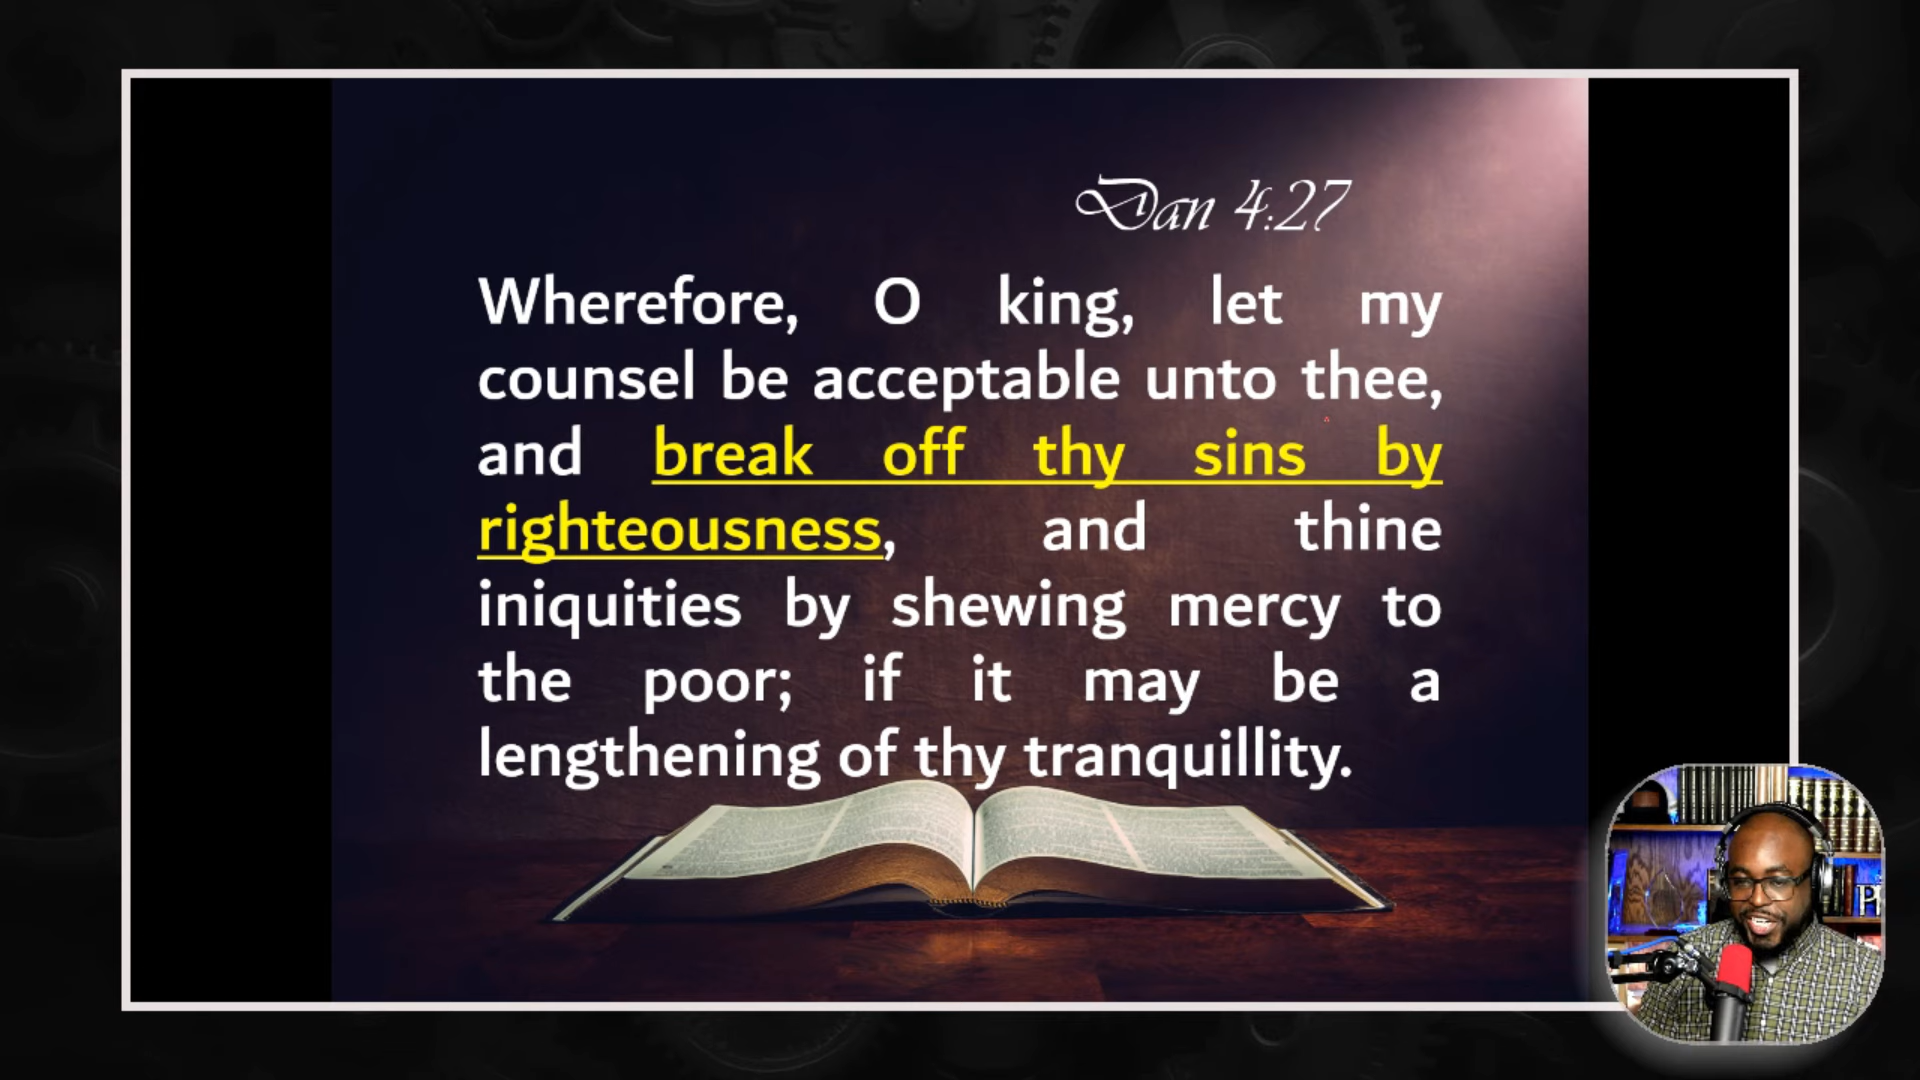 Dan 4:27
Wherefore, O king, let my
counsel be acceptable unto thee,
and break off thy sins by
righteousness, and thine
iniquities by shewing mercy to
the poor; if it may be a
lengthening of thy tranquillity.